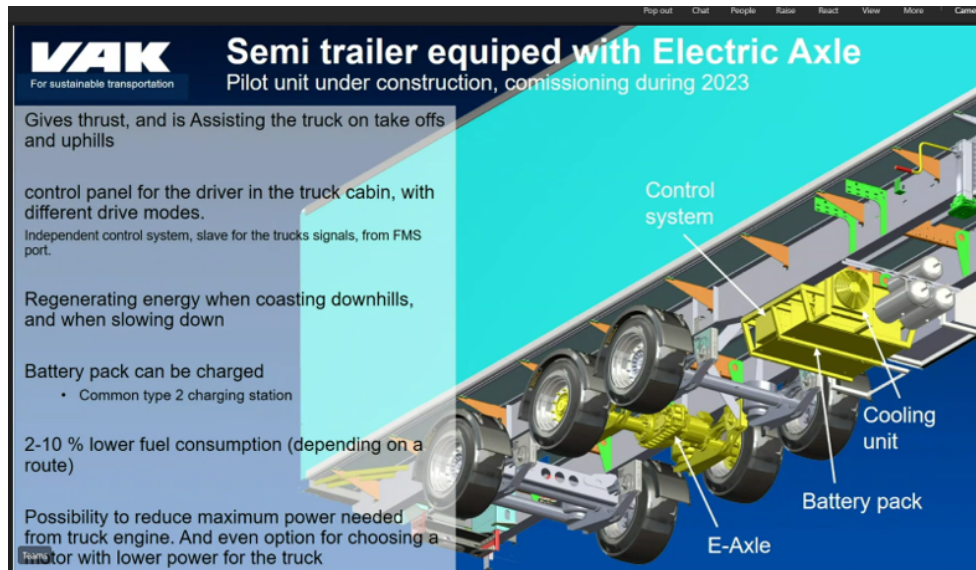 Pop out Chat People Raise React View More Came
VAK
For sustainable transportation
Semi trailer equiped with Electric Axle
Pilot unit under construction, comissioning during 2023
Gives thrust, and is Assisting the truck on take offs
and uphills
control panel for the driver in the truck cabin, with
different drive modes.
Independent control system, slave for the trucks signals, from FMS
port.
Regenerating energy when coasting downhills,
and when slowing down
Battery pack can be charged
• Common type 2 charging station
2-10 % lower fuel consumption (depending on a
route)
Possibility to reduce maximum power needed
from truck engine. And even option for choosing a
motor with lower power for the truck
Teams
Control
system
Cooling
unit
Battery pack
E-Axle